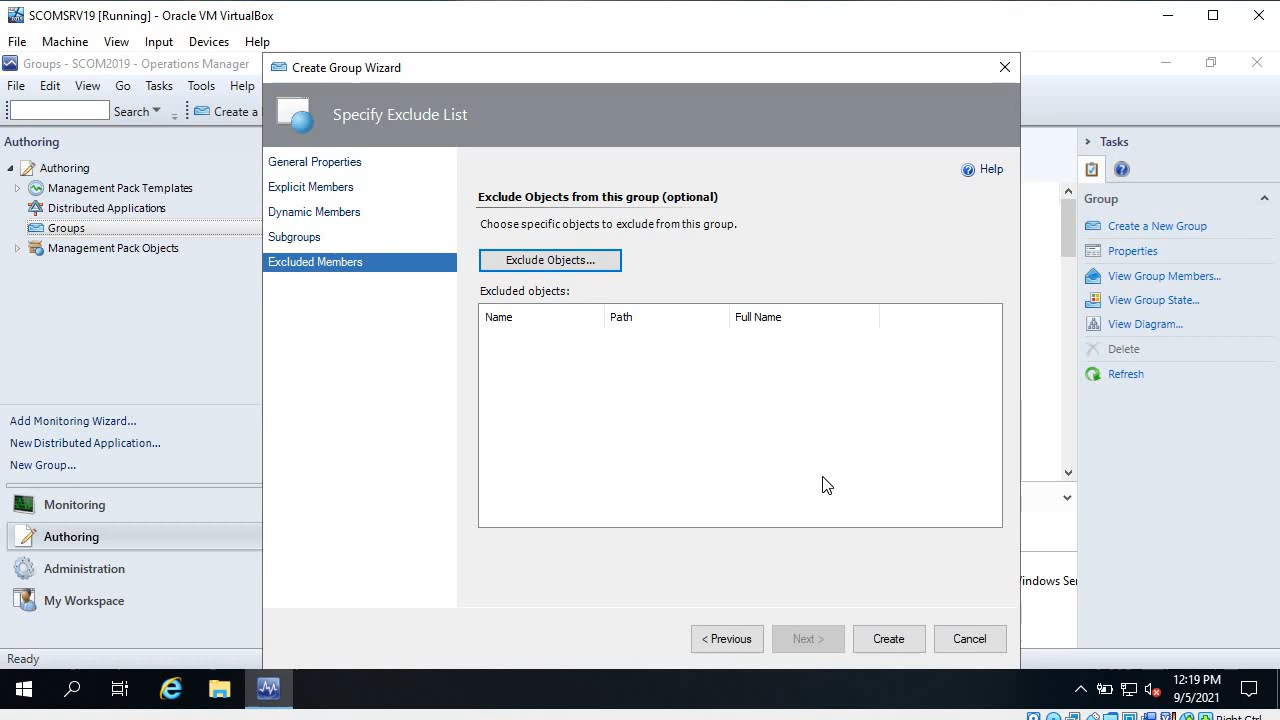 SCOMSRV19 [Running] - Oracle VM VirtualBox
File Machine View Input Devices Help
Groups - SCOM2019 - Operations Manager
File Edit View Go Tasks Tools Help
Search Create a
Authoring
Authoring
Management Pack Templates
Distributed Applications
Groups
Management Pack Objects
Add Monitoring Wizard...
New Distributed Application...
New Group...
Monitoring
Authoring
Administration
My Workspace
Ready
Create Group Wizard
Specify Exclude List
General Properties
Explicit Members
Dynamic Members
Subgroups
Excluded Members
Help
Exclude Objects from this group (optional)
Choose specific objects to exclude from this group.
Exclude Objects...
Excluded objects:
Name Path Full Name
< Previous Next > Create Cancel
Tasks
Group
Create a New Group
Properties
View Group Members...
View Group State...
View Diagram...
Delete
Refresh
12:19 PM
9/5/2021